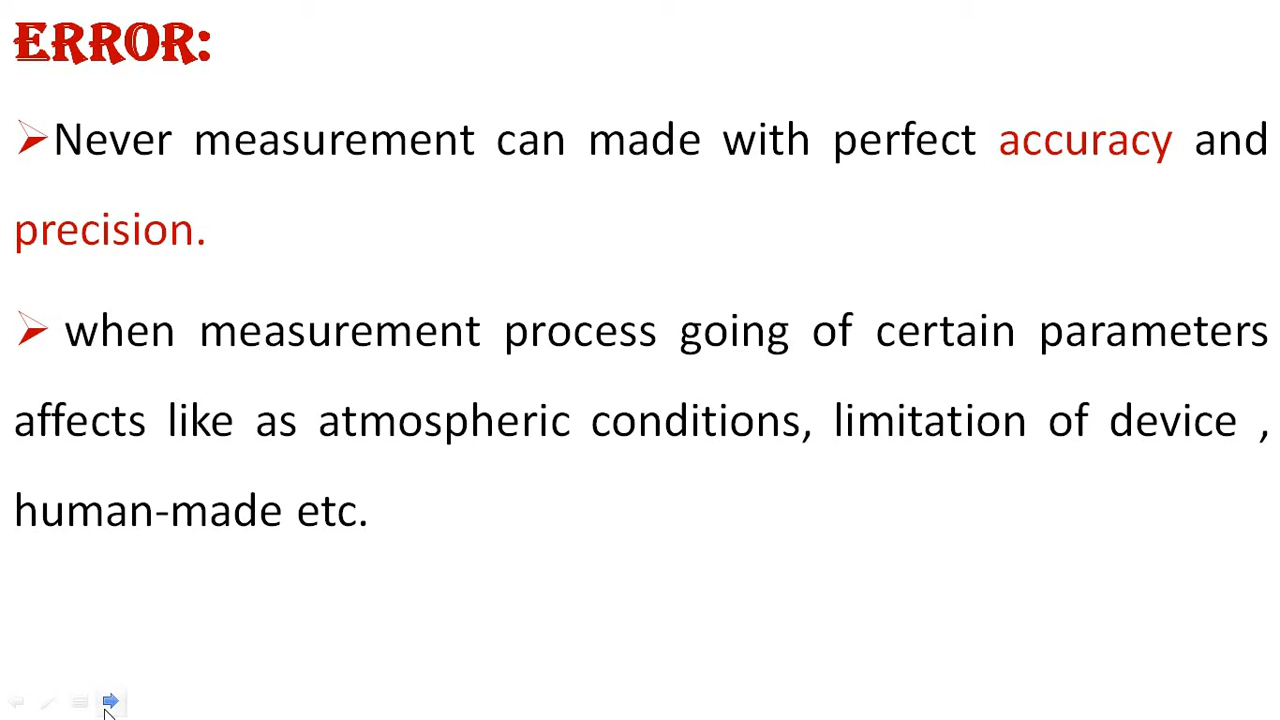 ERROR:
Never measurement can made with perfect accuracy and
precision.
when measurement process going of certain parameters
affects like as atmospheric conditions, limitation of device ,
human-made etc.